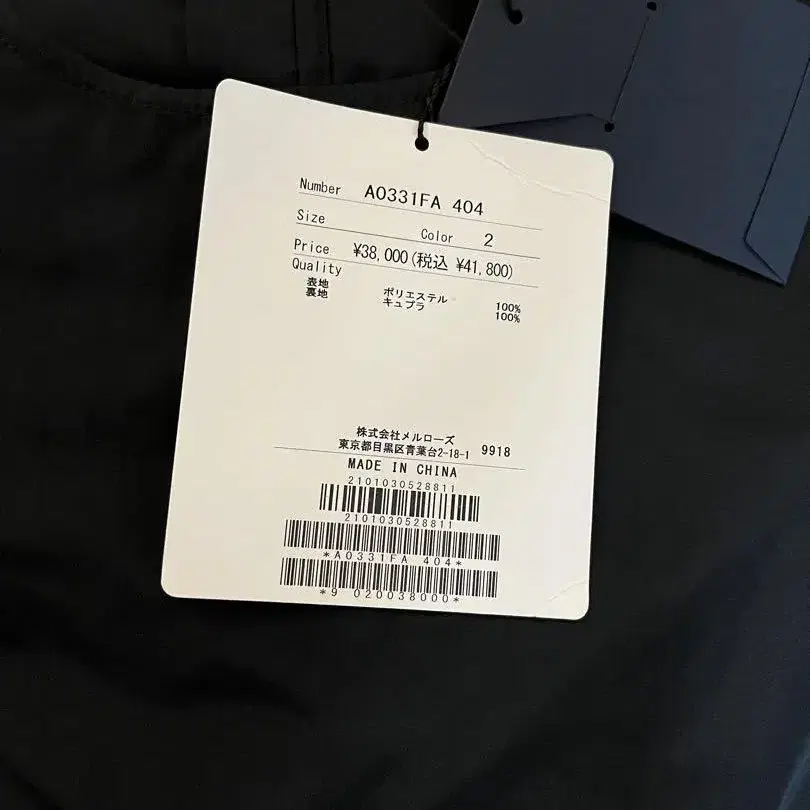 Number A0331FA 404
Size
Color 2
Price ¥38,000(税込 ¥41,800)
Quality
表地 ポリエステル 100%
裏地 キュプラ 100%
株式会社メルローズ
東京都目黒区青葉台2-18-1 9918
MADE IN CHINA
2101030528811
2101030528811
*A0331FA 404*
*9 020038000*